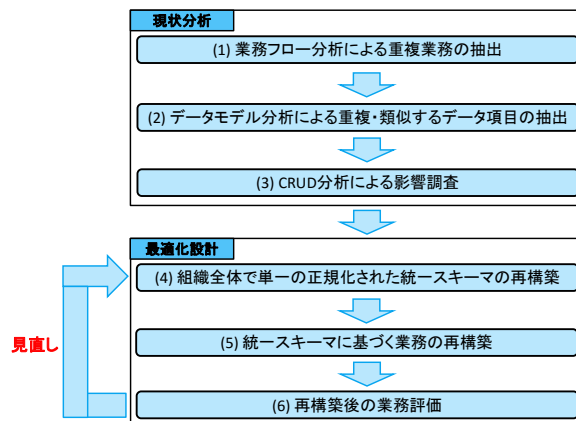 現状分析
(1) 業務フロー分析による重複業務の抽出
(2) データモデル分析による重複・類似するデータ項目の抽出
(3) CRUD分析による影響調査
最適化設計
(4) 組織全体で単一の正規化された統一スキーマの再構築
見直し
(5) 統一スキーマに基づく業務の再構築
(6) 再構築後の業務評価